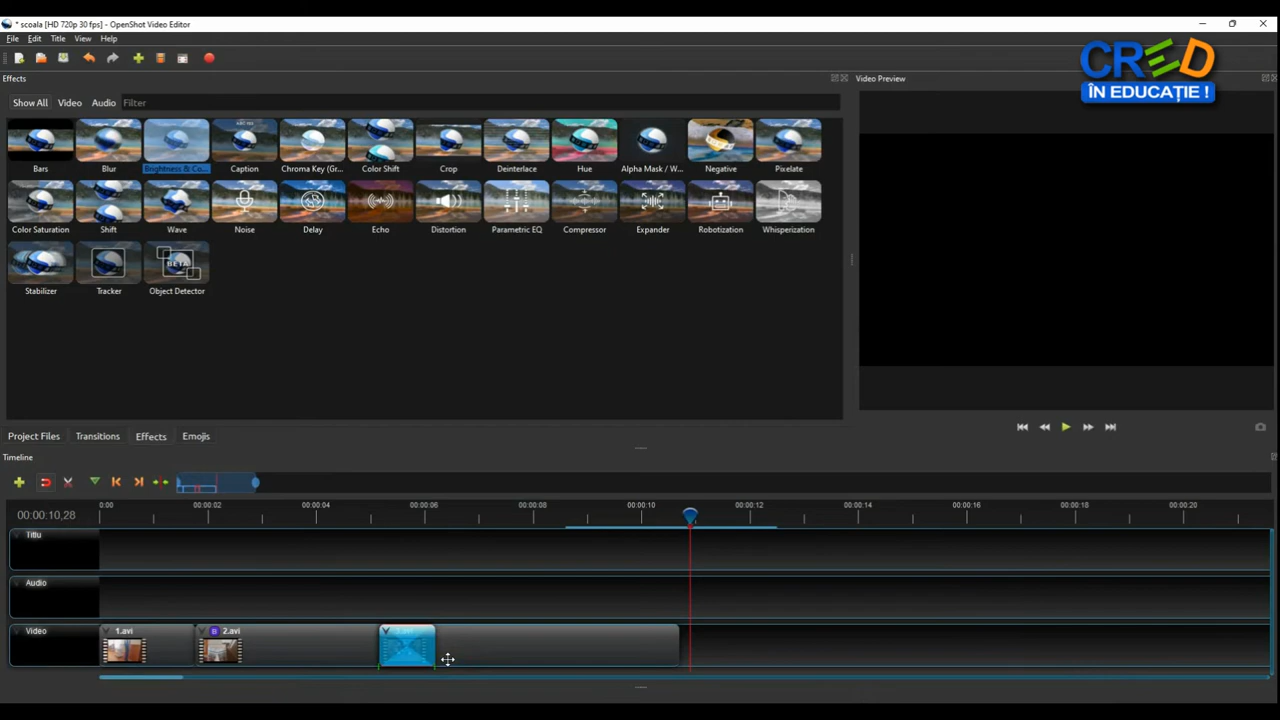 * scoala [HD 720p 30 fps] - OpenShot Video Editor
File Edit Title View Help
CRED
ÎN EDUCAȚIE !
Effects
Video Preview
Show All Video Audio Filter
Bars Blur Brightness & Co... Caption Chroma Key (Gr... Color Shift Crop Deinterlace Hue Alpha Mask / W... Negative Pixelate
Color Saturation Shift Wave Noise Delay Echo Distortion Parametric EQ Compressor Expander Robotization Whisperization
BETA
Stabilizer Tracker Object Detector
Project Files Transitions Effects Emojis
Timeline
00:00:10,28
0:00 00:00:02 00:00:04 00:00:06 00:00:08 00:00:10 00:00:12 00:00:14 00:00:16 00:00:18 00:00:20
Titlu
Audio
Video
1.avi B 2.avi